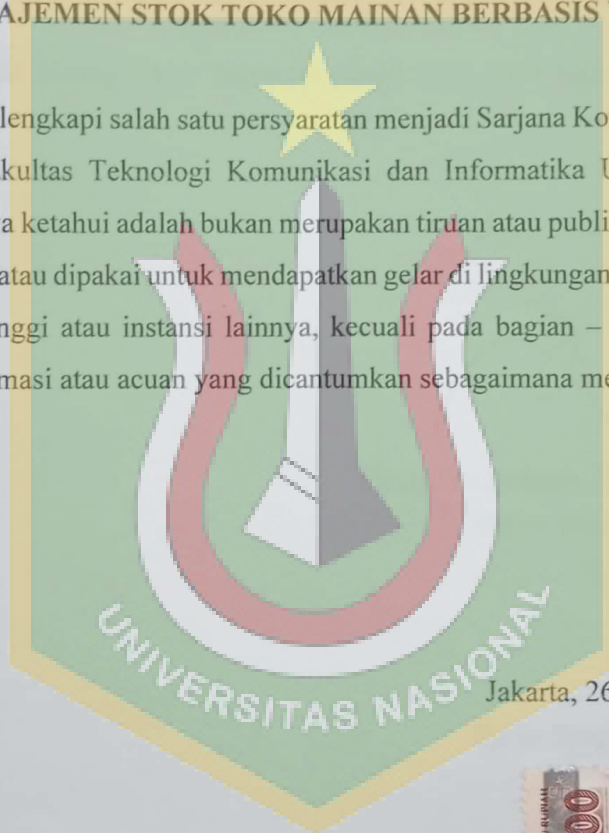 AJEMEN STOK TOKO MAINAN BERBASIS
lengkapi salah satu persyaratan menjadi Sarjana Ko
kultas Teknologi Komunikasi dan Informatika U
a ketahui adalah bukan merupakan tiruan atau publi
atau dipakai untuk mendapatkan gelar di lingkungan
nggi atau instansi lainnya, kecuali pada bagian –
masi atau acuan yang dicantumkan sebagaimana me
UNIVERSITAS NASIONAL
Jakarta, 26
RUPIAH
00